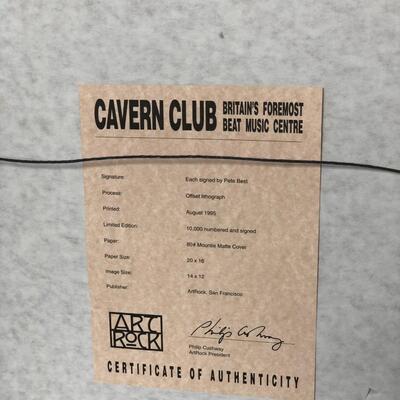 CAVERN CLUB BRITAIN'S FOREMOST
BEAT MUSIC CENTRE
Signature: Each signed by Pete Best
Process: Offset lithograph
Printed: August 1995
Limited Edition: 10,000 numbered and signed
Paper: 80# Mountie Matte Cover
Paper Size: 20 x 16
Image Size: 14 x 12
Publisher: ArtRock, San Francisco
ART
ROCK
Philip Cushway
Philip Cushway
ArtRock President
CERTIFICATE OF AUTHENTICITY